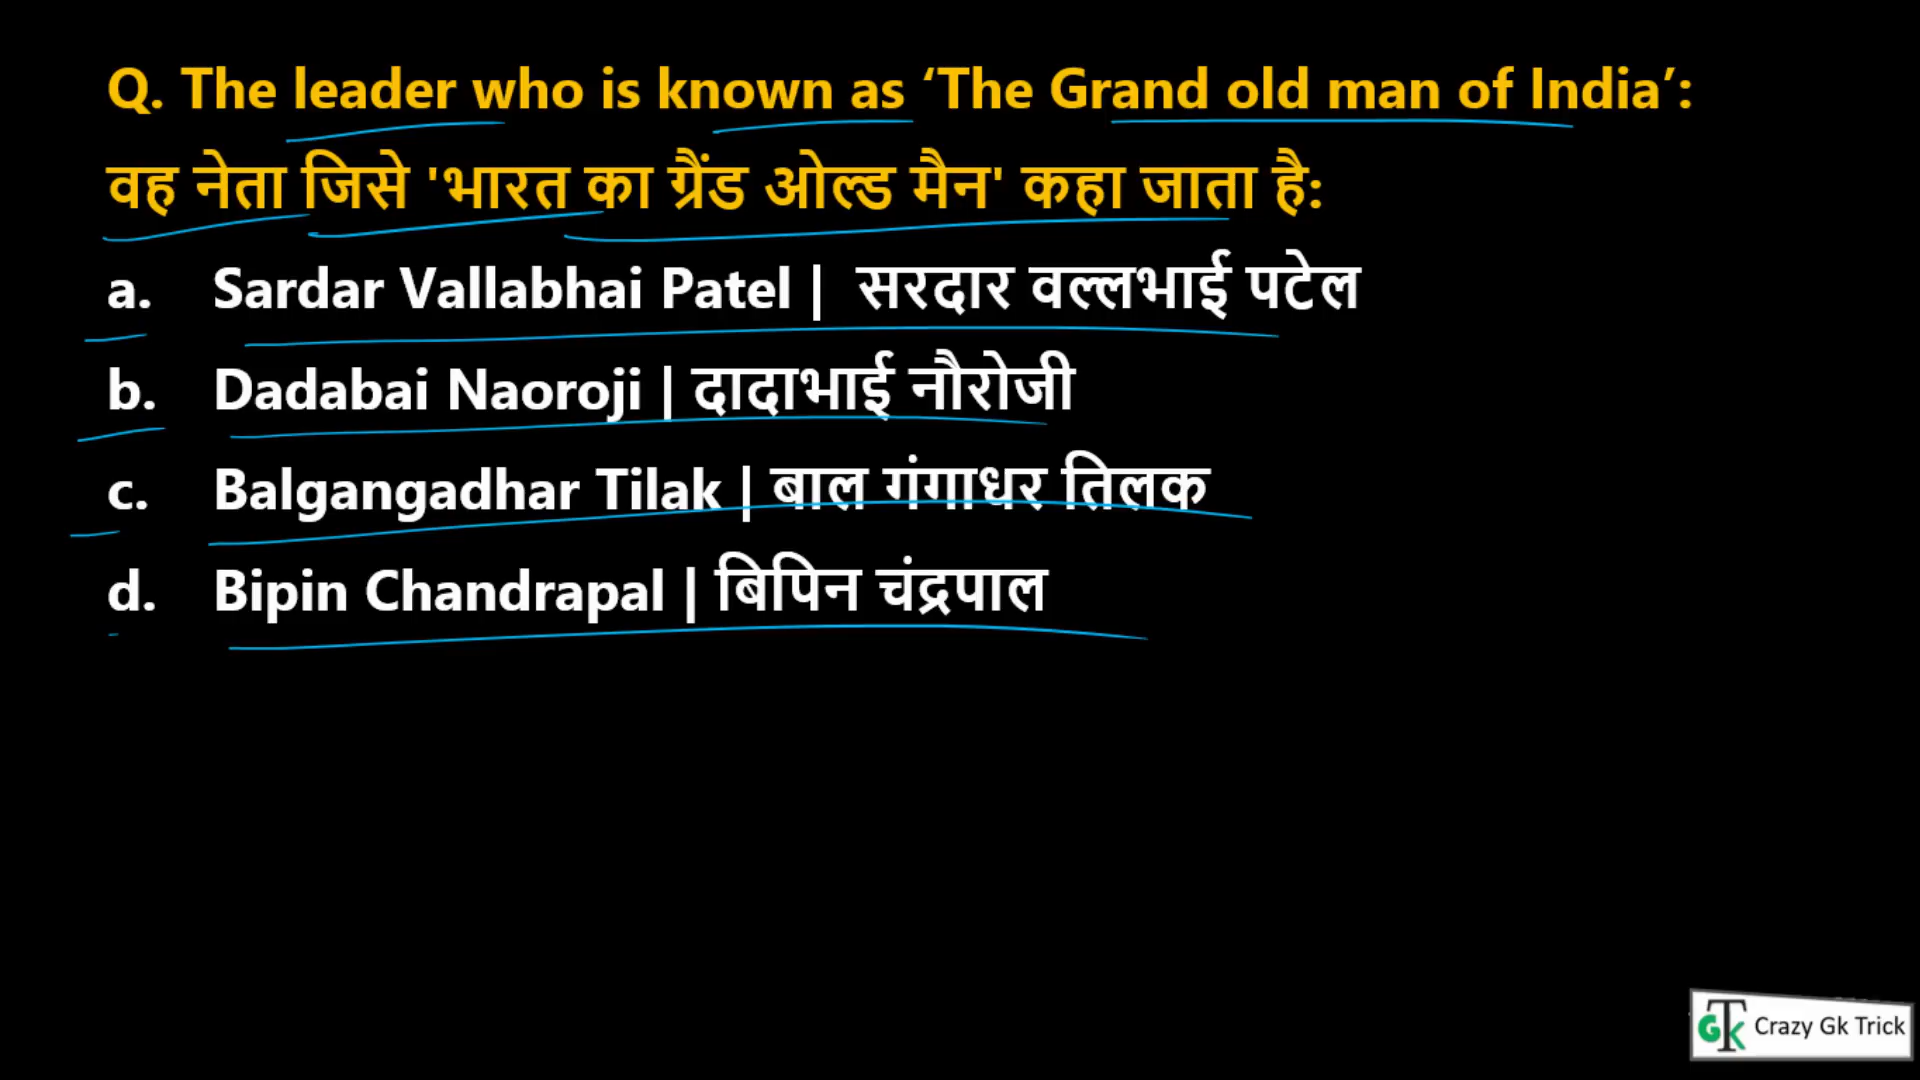 Q. The leader who is known as ‘The Grand old man of India’:
वह नेता जिसे 'भारत का ग्रैंड ओल्ड मैन' कहा जाता है:
a. Sardar Vallabhai Patel | सरदार वल्लभाई पटेल
b. Dadabai Naoroji | दादाभाई नौरोजी
c. Balgangadhar Tilak | बाल गंगाधर तिलक
d. Bipin Chandrapal | बिपिन चंद्रपाल
GTK Crazy Gk Trick